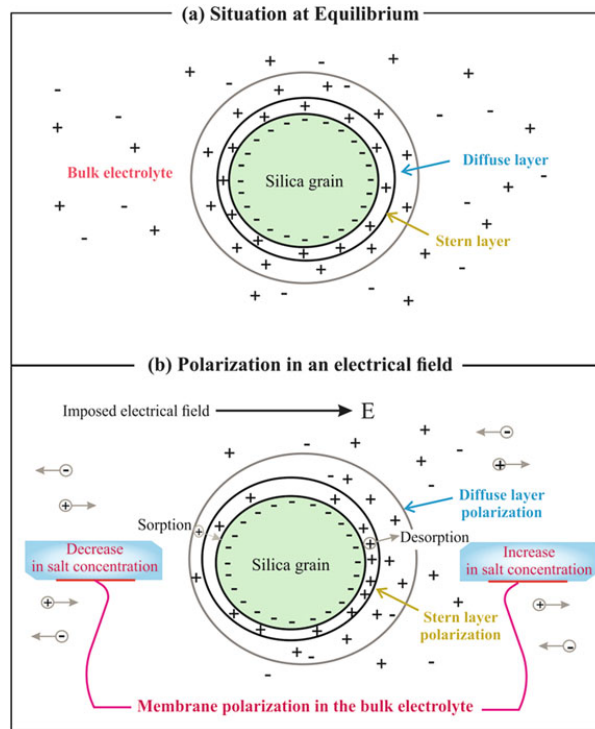 (a) Situation at Equilibrium
Bulk electrolyte
Silica grain
Diffuse layer
Stern layer
(b) Polarization in an electrical field
Imposed electrical field
E
Diffuse layer
polarization
Sorption
Desorption
Decrease
in salt concentration
Silica grain
Increase
in salt concentration
Stern layer
polarization
Membrane polarization in the bulk electrolyte